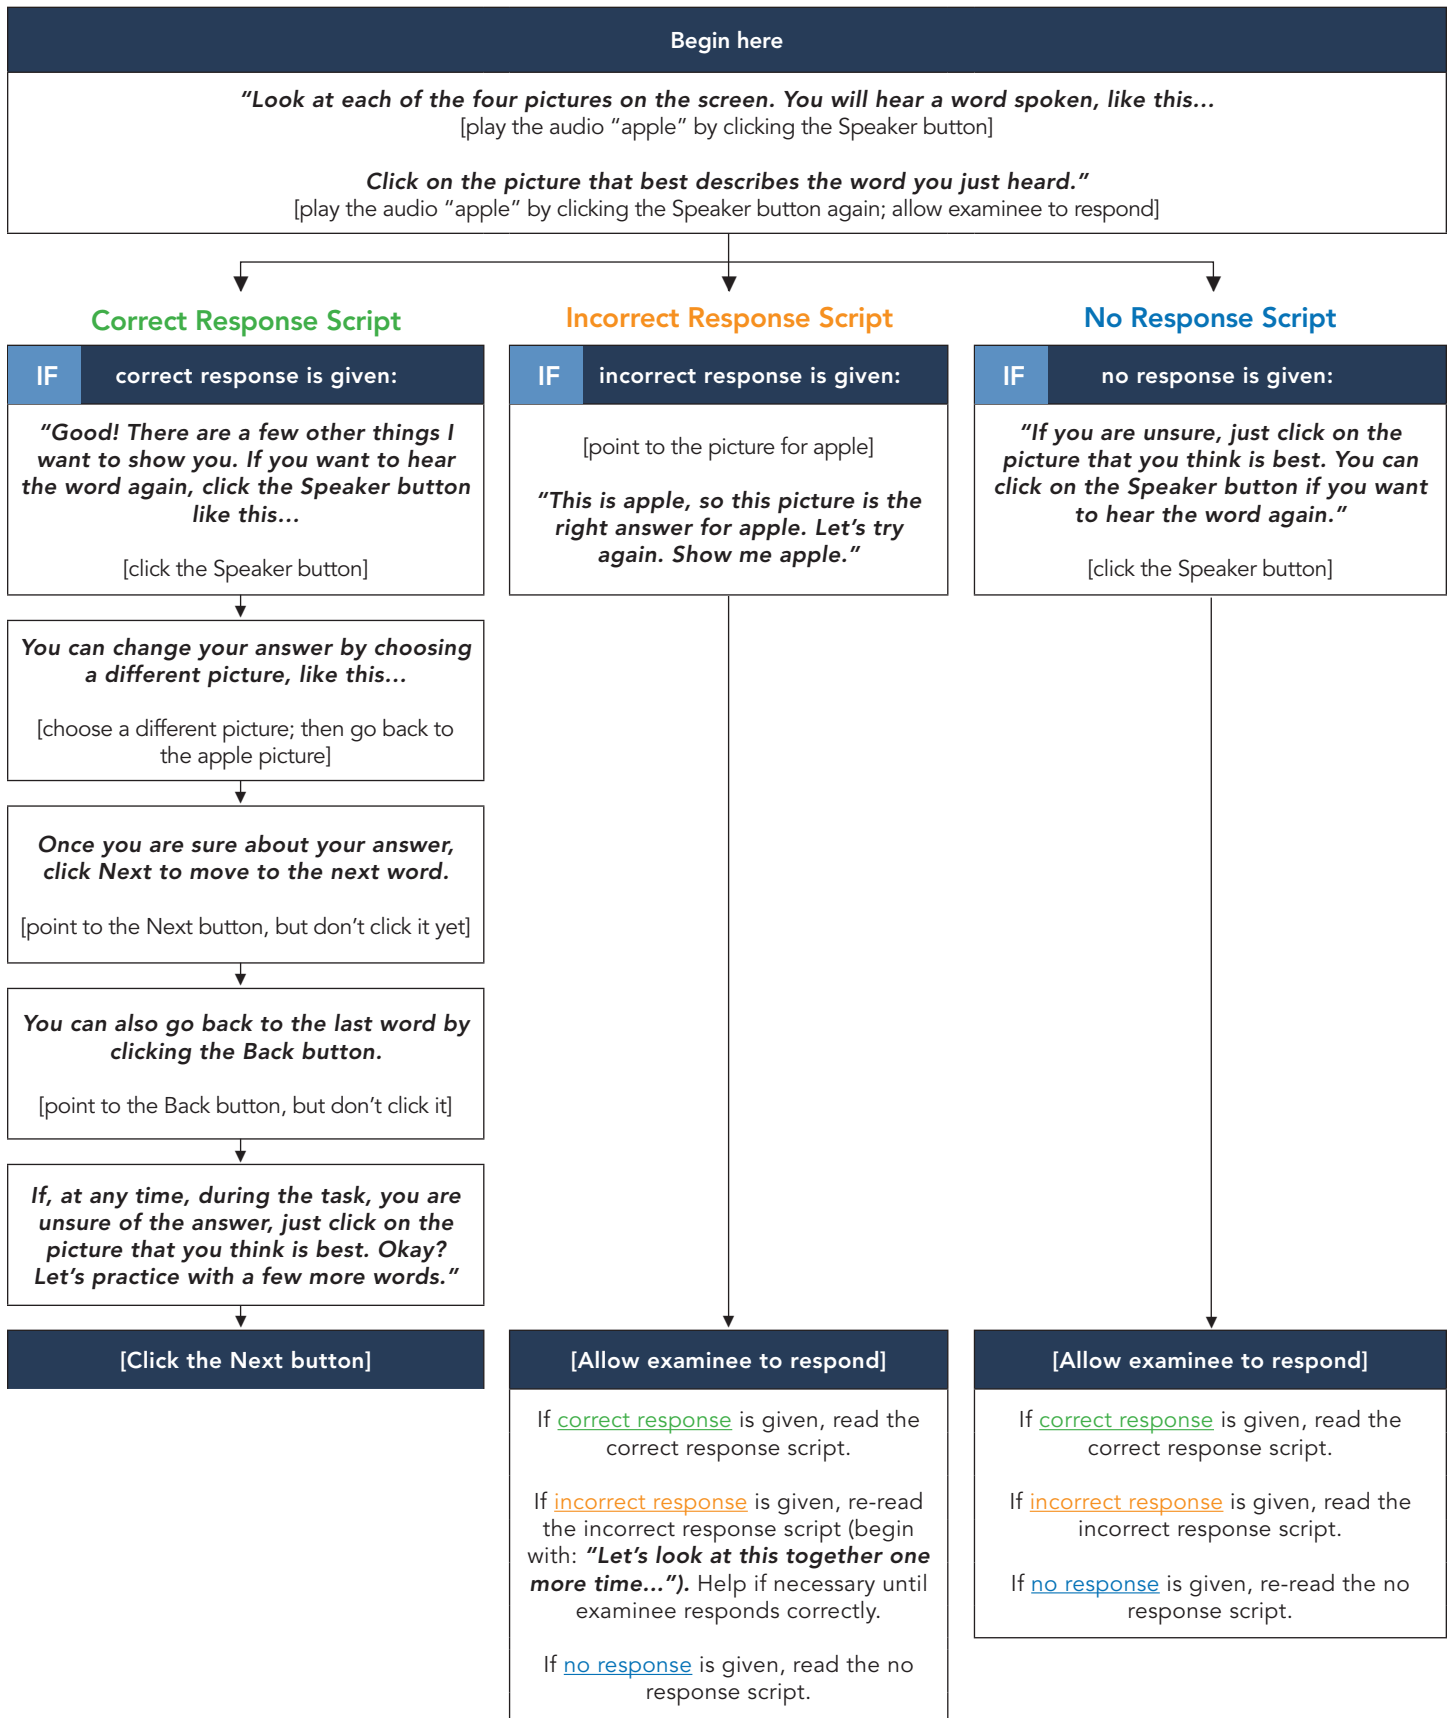 Begin here
“Look at each of the four pictures on the screen. You will hear a word spoken, like this…
[play the audio “apple” by clicking the Speaker button]
Click on the picture that best describes the word you just heard.”
[play the audio “apple” by clicking the Speaker button again; allow examinee to respond]
Correct Response Script
IF correct response is given:
“Good! There are a few other things I
want to show you. If you want to hear
the word again, click the Speaker button
like this…
[click the Speaker button]
You can change your answer by choosing
a different picture, like this…
[choose a different picture; then go back to
the apple picture]
Once you are sure about your answer,
click Next to move to the next word.
[point to the Next button, but don’t click it yet]
You can also go back to the last word by
clicking the Back button.
[point to the Back button, but don’t click it]
If, at any time, during the task, you are
unsure of the answer, just click on the
picture that you think is best. Okay?
Let’s practice with a few more words.”
[Click the Next button]
Incorrect Response Script
IF incorrect response is given:
[point to the picture for apple]
“This is apple, so this picture is the
right answer for apple. Let’s try
again. Show me apple.”
[Allow examinee to respond]
If correct response is given, read the
correct response script.
If incorrect response is given, re-read
the incorrect response script (begin
with: “Let’s look at this together one
more time…”). Help if necessary until
examinee responds correctly.
If no response is given, read the no
response script.
No Response Script
IF no response is given:
“If you are unsure, just click on the
picture that you think is best. You can
click on the Speaker button if you want
to hear the word again.”
[click the Speaker button]
[Allow examinee to respond]
If correct response is given, read the
correct response script.
If incorrect response is given, read the
incorrect response script.
If no response is given, re-read the no
response script.